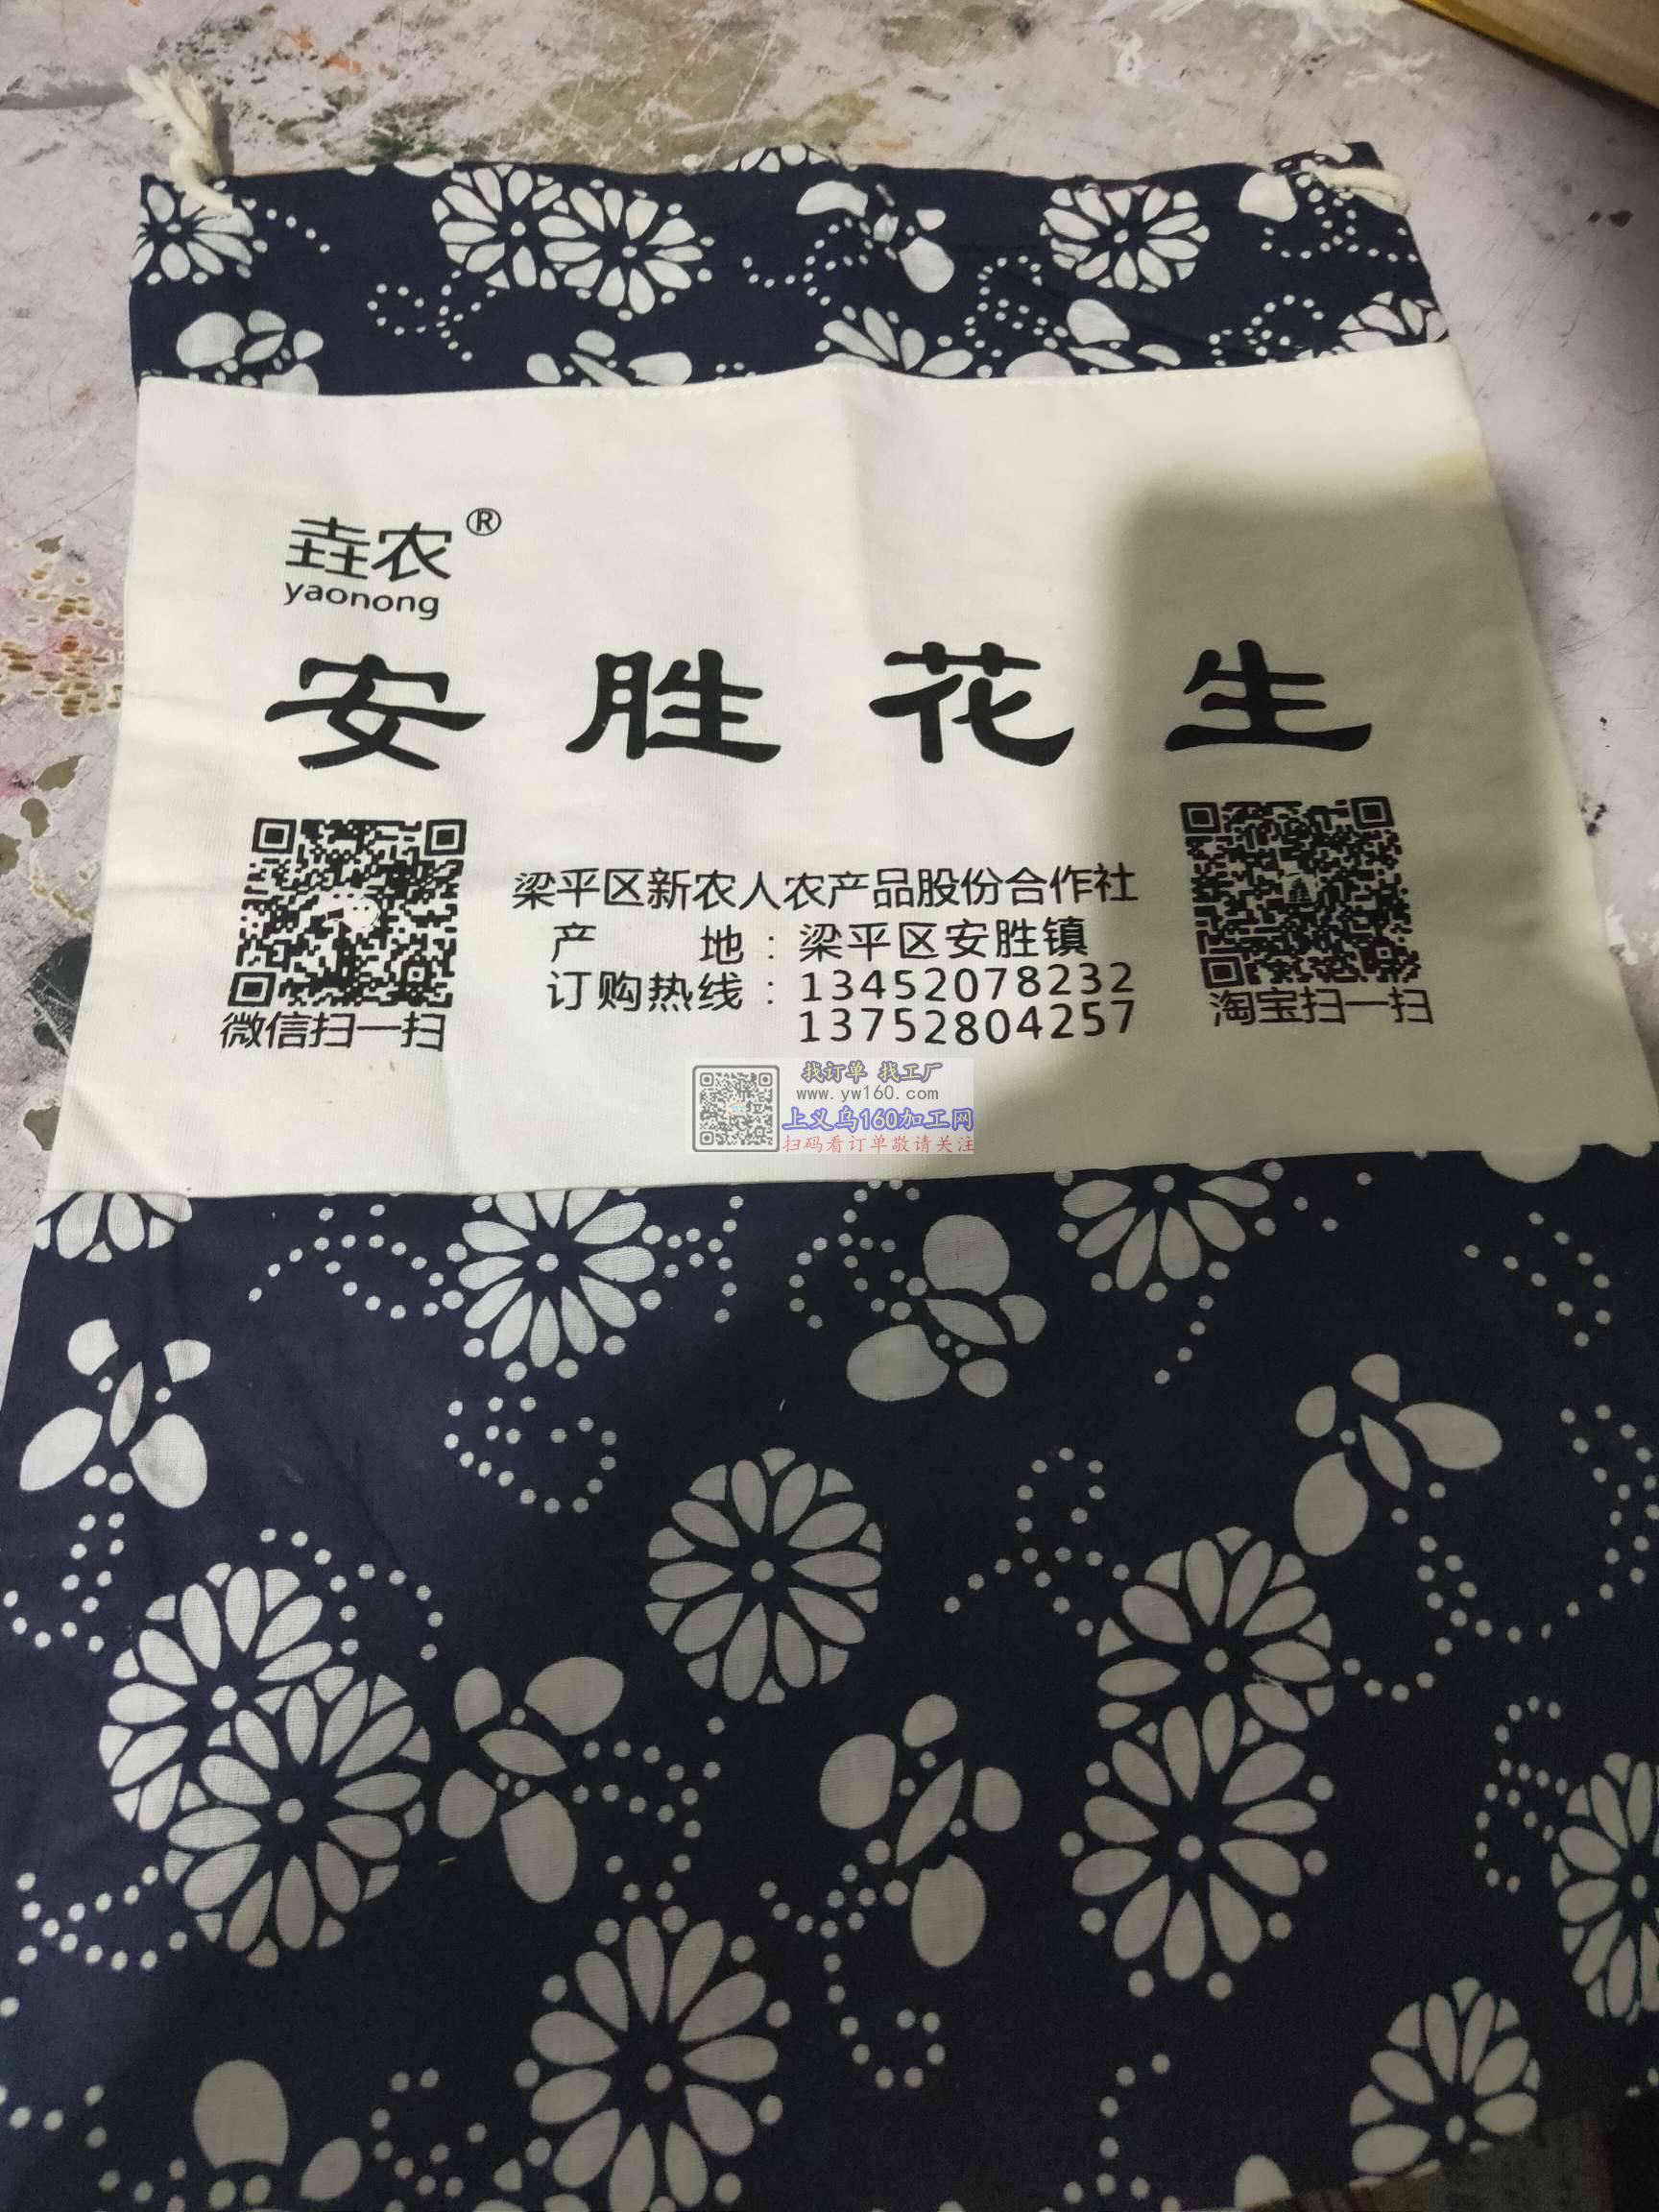 垚农®
yaonong
安胜花生
梁平区新农人农产品股份合作社
产 地：梁平区安胜镇
订购热线：13452078232
13752804257
微信扫一扫
淘宝扫一扫
找订单 找工厂
www.yw160.com
上义乌160加工网
扫码看订单敬请关注